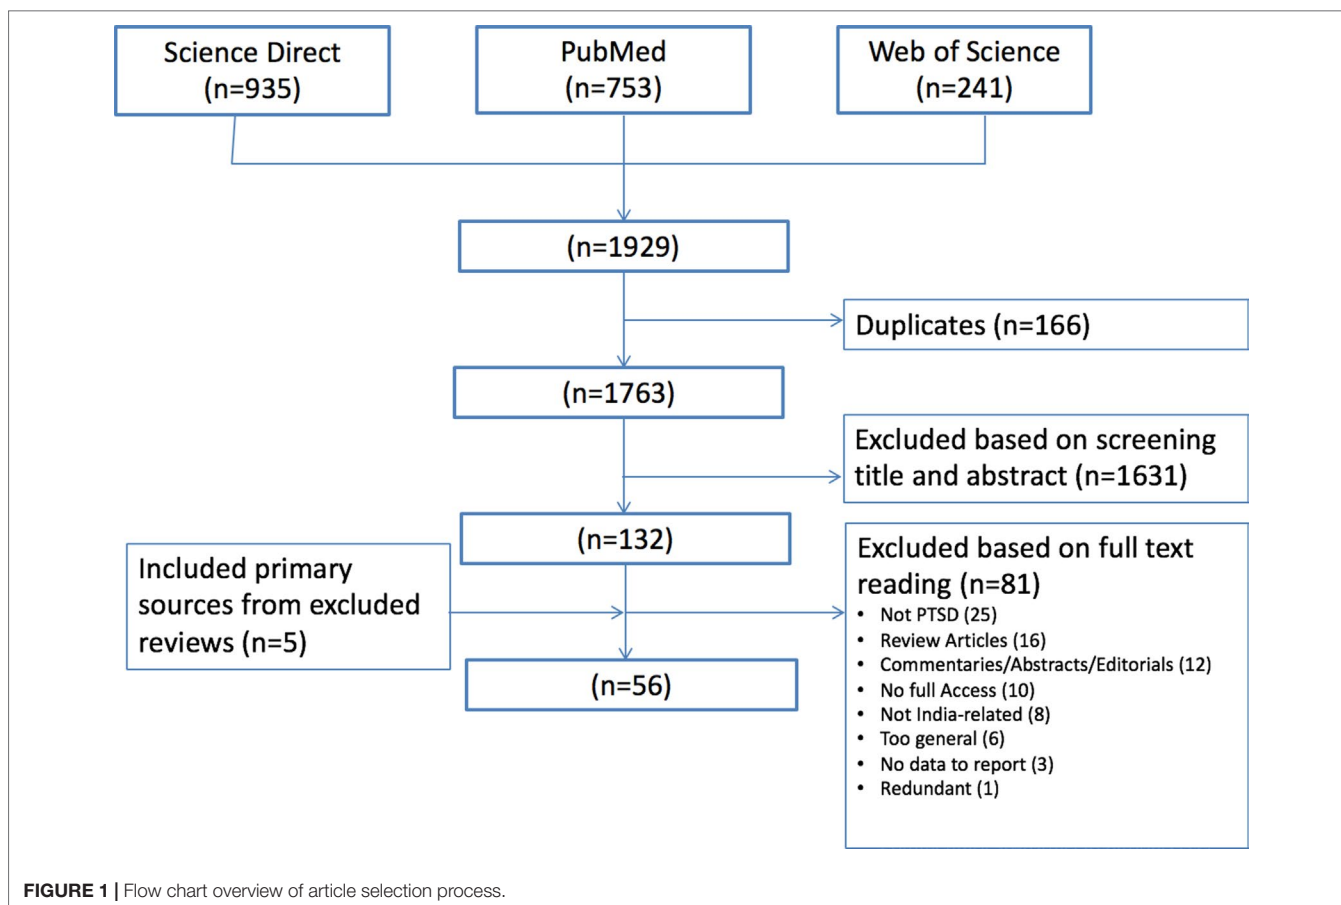 Science Direct
(n=935)
PubMed
(n=753)
Web of Science
(n=241)
(n=1929)
Duplicates (n=166)
(n=1763)
Excluded based on screening
title and abstract (n=1631)
(n=132)
Included primary
sources from excluded
reviews (n=5)
Excluded based on full text
reading (n=81)
• Not PTSD (25)
• Review Articles (16)
• Commentaries/Abstracts/Editorials (12)
• No full Access (10)
• Not India-related (8)
• Too general (6)
• No data to report (3)
• Redundant (1)
(n=56)
FIGURE 1 | Flow chart overview of article selection process.